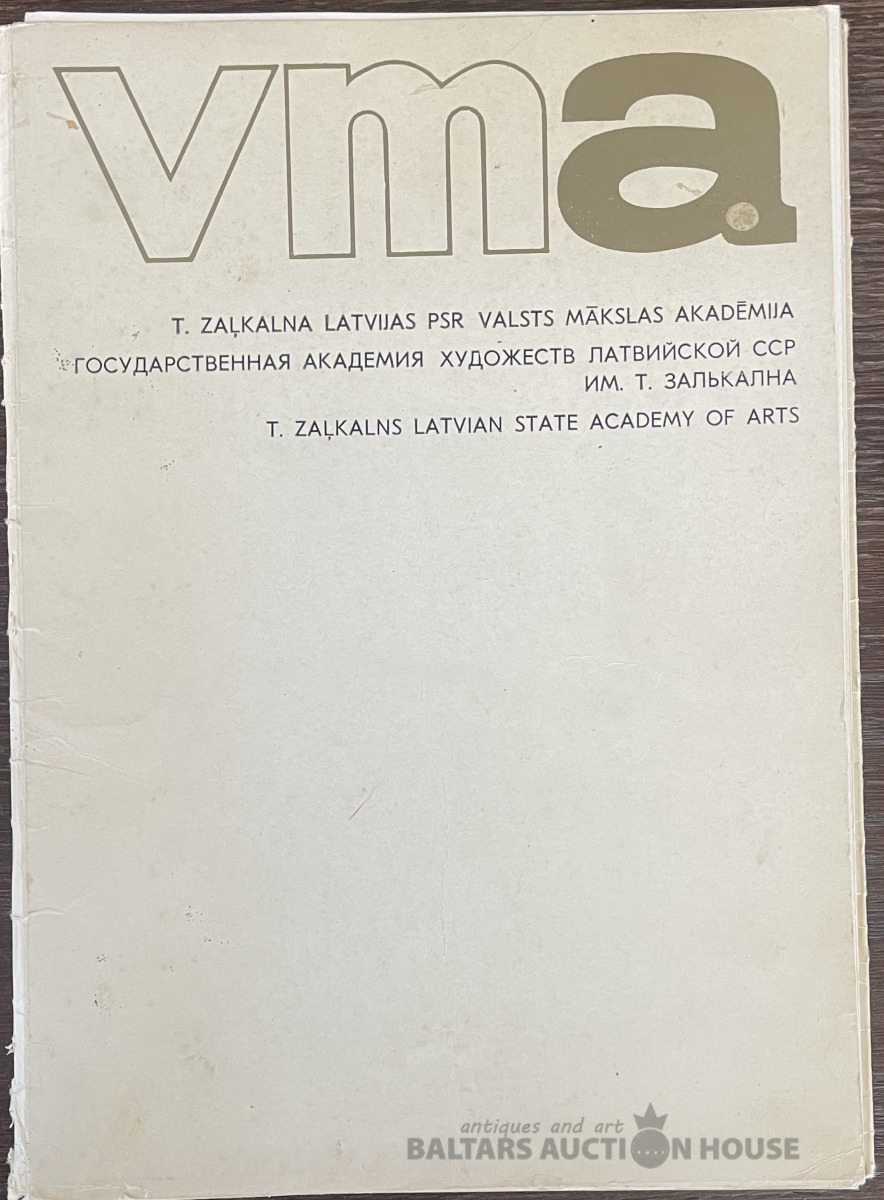 vma
T. ZAĻKALNA LATVIJAS PSR VALSTS MĀKSLAS AKADĒMIJA
ГОСУДАРСТВЕННАЯ АКАДЕМИЯ ХУДОЖЕСТВ ЛАТВИЙСКОЙ ССР
ИМ. Т. ЗАЛЬКАЛНА
T. ZAĻKALNS LATVIAN STATE ACADEMY OF ARTS
antiques and art
BALTARS AUCTION HOUSE